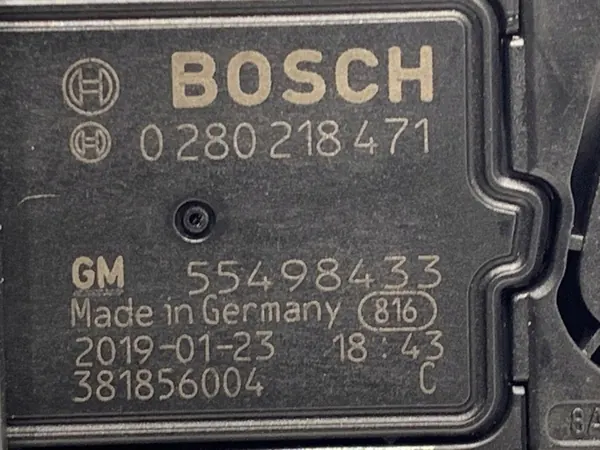 BOSCH
0 280 218 471
GM 55498433
Made in Germany 816
2019-01-23 18:43
381856004 C